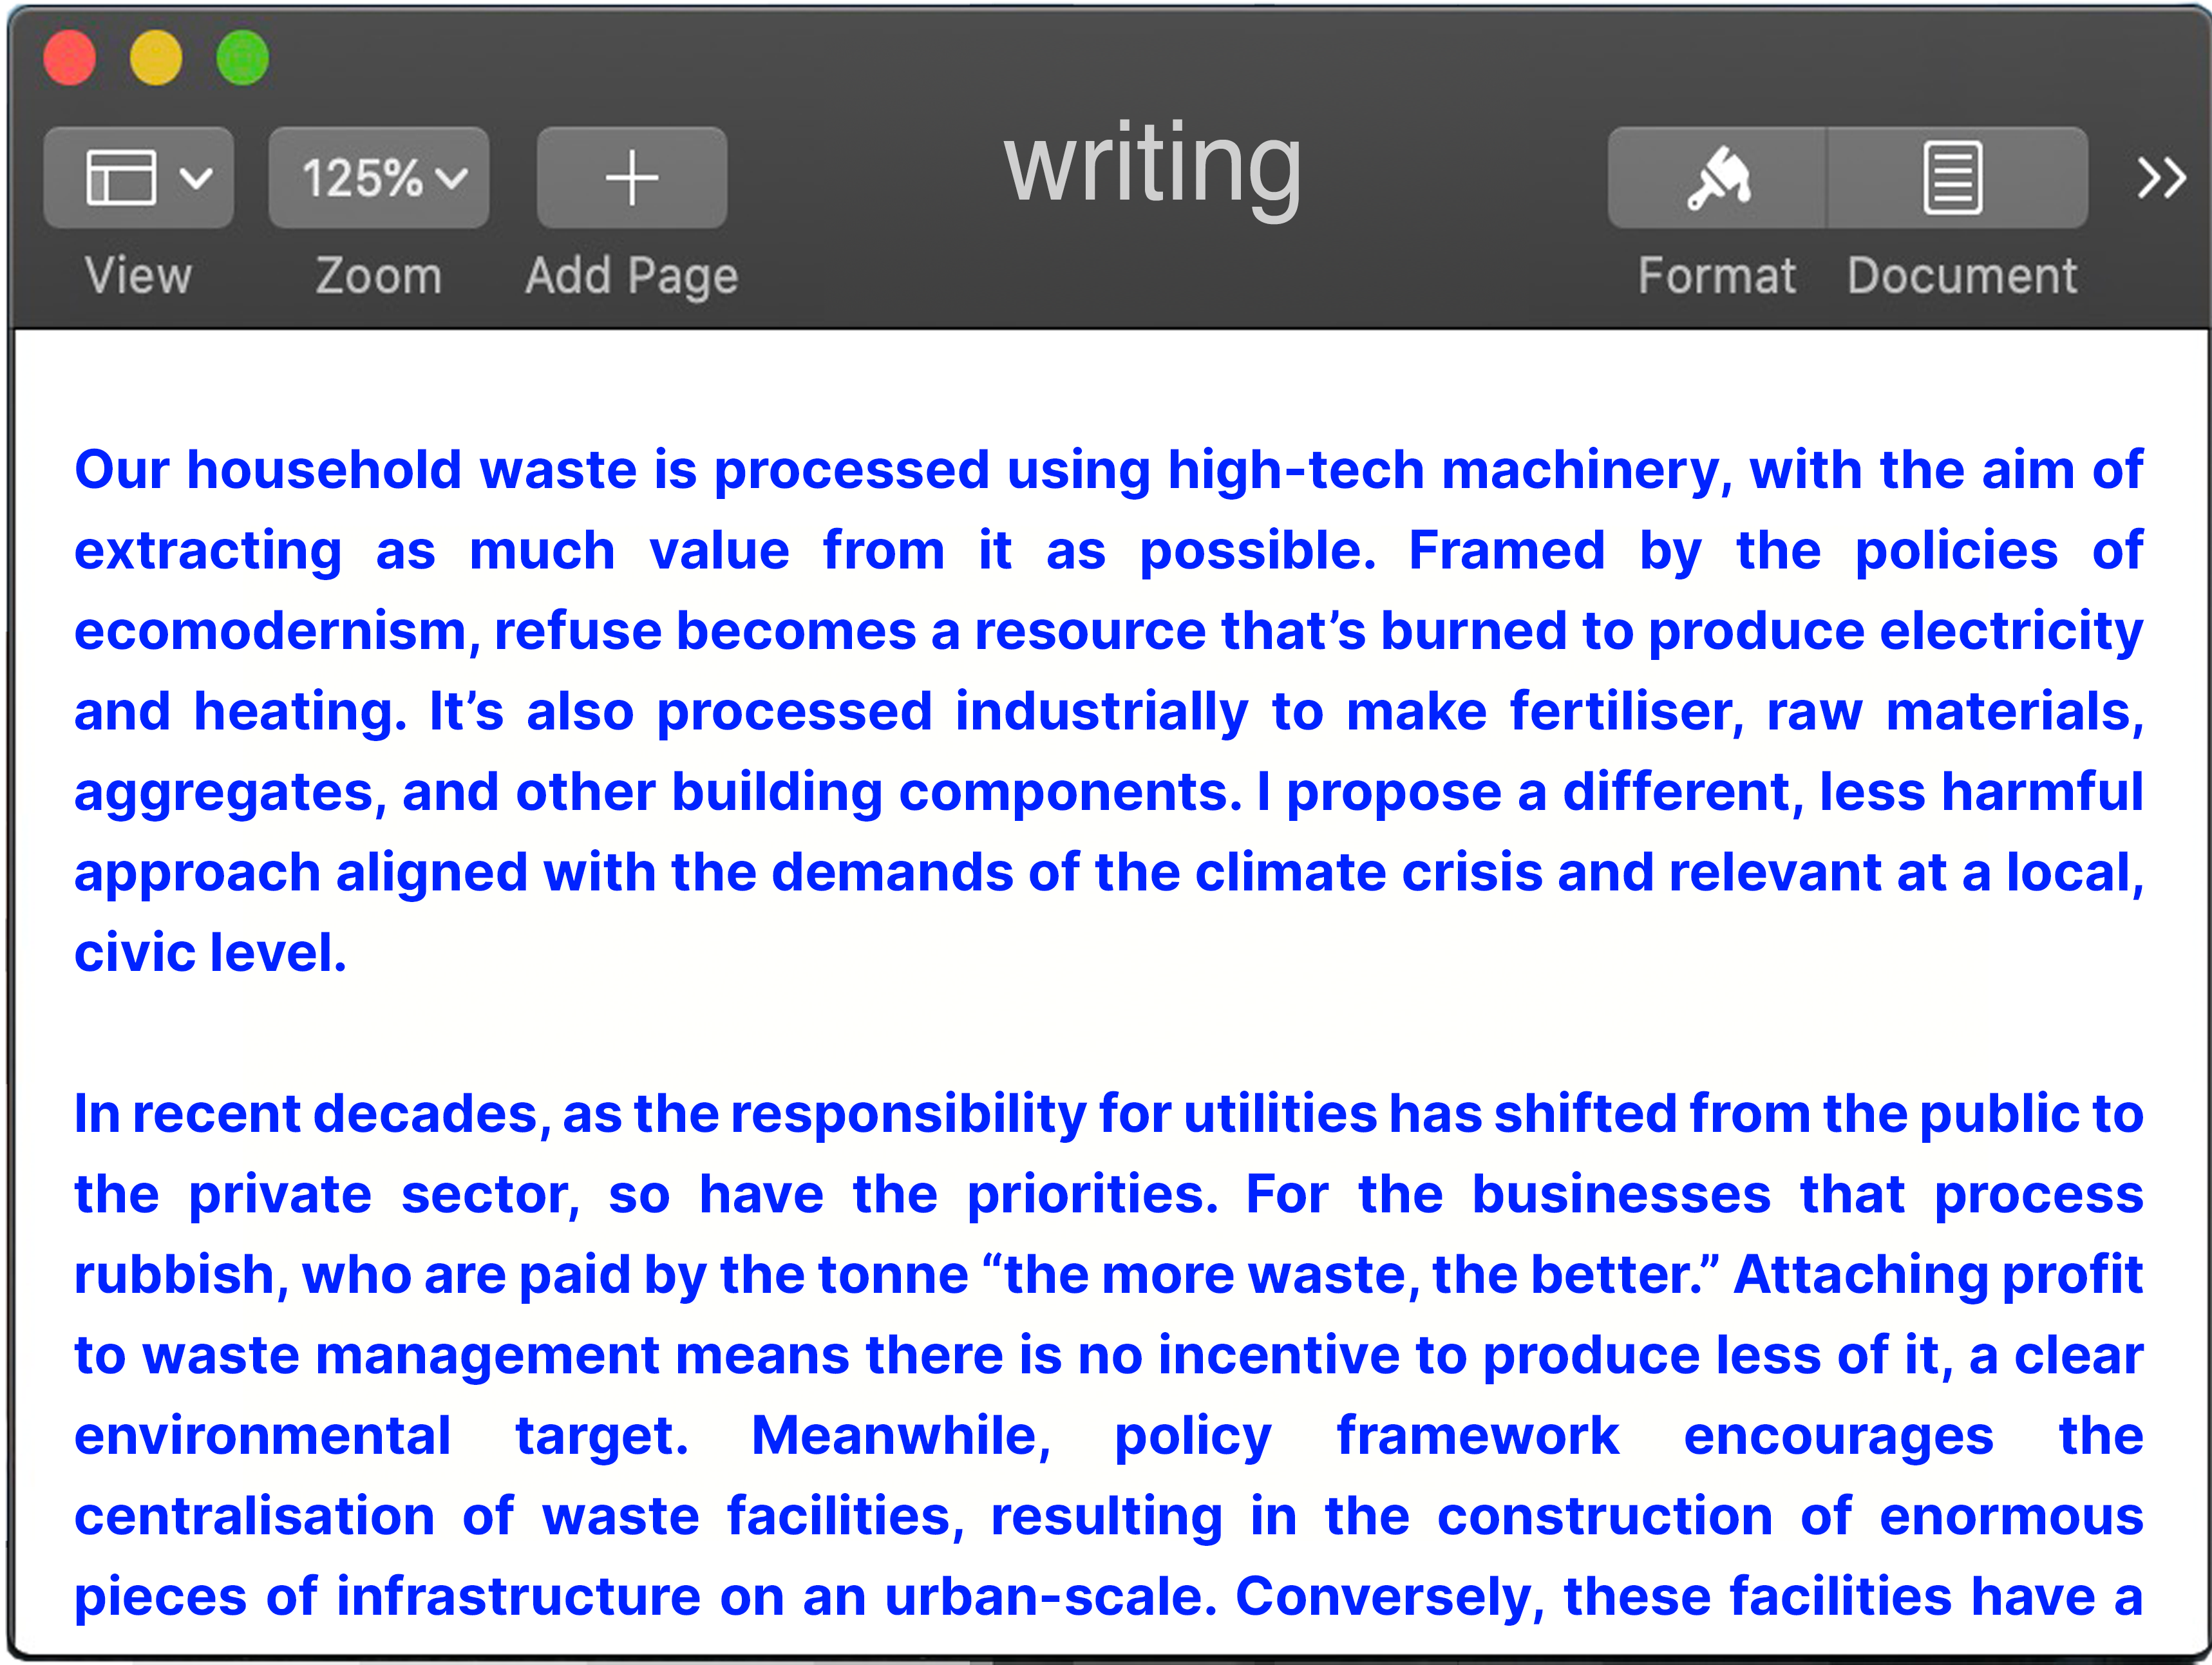 writing
125%
View Zoom Add Page Format Document
Our household waste is processed using high-tech machinery, with the aim of
extracting as much value from it as possible. Framed by the policies of
ecomodernism, refuse becomes a resource that’s burned to produce electricity
and heating. It’s also processed industrially to make fertiliser, raw materials,
aggregates, and other building components. I propose a different, less harmful
approach aligned with the demands of the climate crisis and relevant at a local,
civic level.
In recent decades, as the responsibility for utilities has shifted from the public to
the private sector, so have the priorities. For the businesses that process
rubbish, who are paid by the tonne “the more waste, the better.” Attaching profit
to waste management means there is no incentive to produce less of it, a clear
environmental target. Meanwhile, policy framework encourages the
centralisation of waste facilities, resulting in the construction of enormous
pieces of infrastructure on an urban-scale. Conversely, these facilities have a